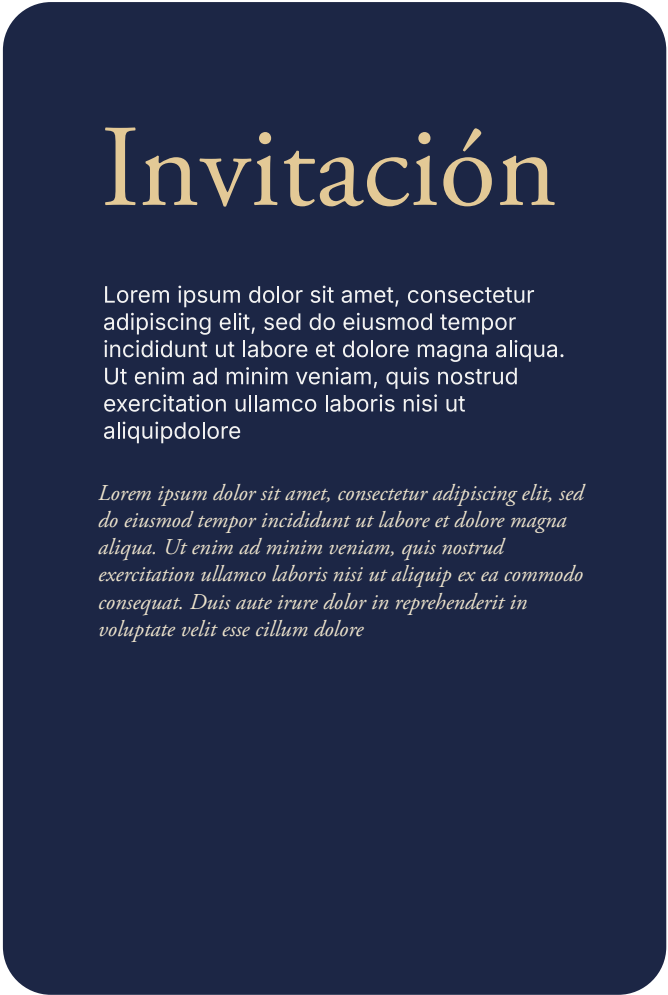 Invitación
Lorem ipsum dolor sit amet, consectetur
adipiscing elit, sed do eiusmod tempor
incididunt ut labore et dolore magna aliqua.
Ut enim ad minim veniam, quis nostrud
exercitation ullamco laboris nisi ut
aliquipdolore
Lorem ipsum dolor sit amet, consectetur adipiscing elit, sed
do eiusmod tempor incididunt ut labore et dolore magna
aliqua. Ut enim ad minim veniam, quis nostrud
exercitation ullamco laboris nisi ut aliquip ex ea commodo
consequat. Duis aute irure dolor in reprehenderit in
voluptate velit esse cillum dolore